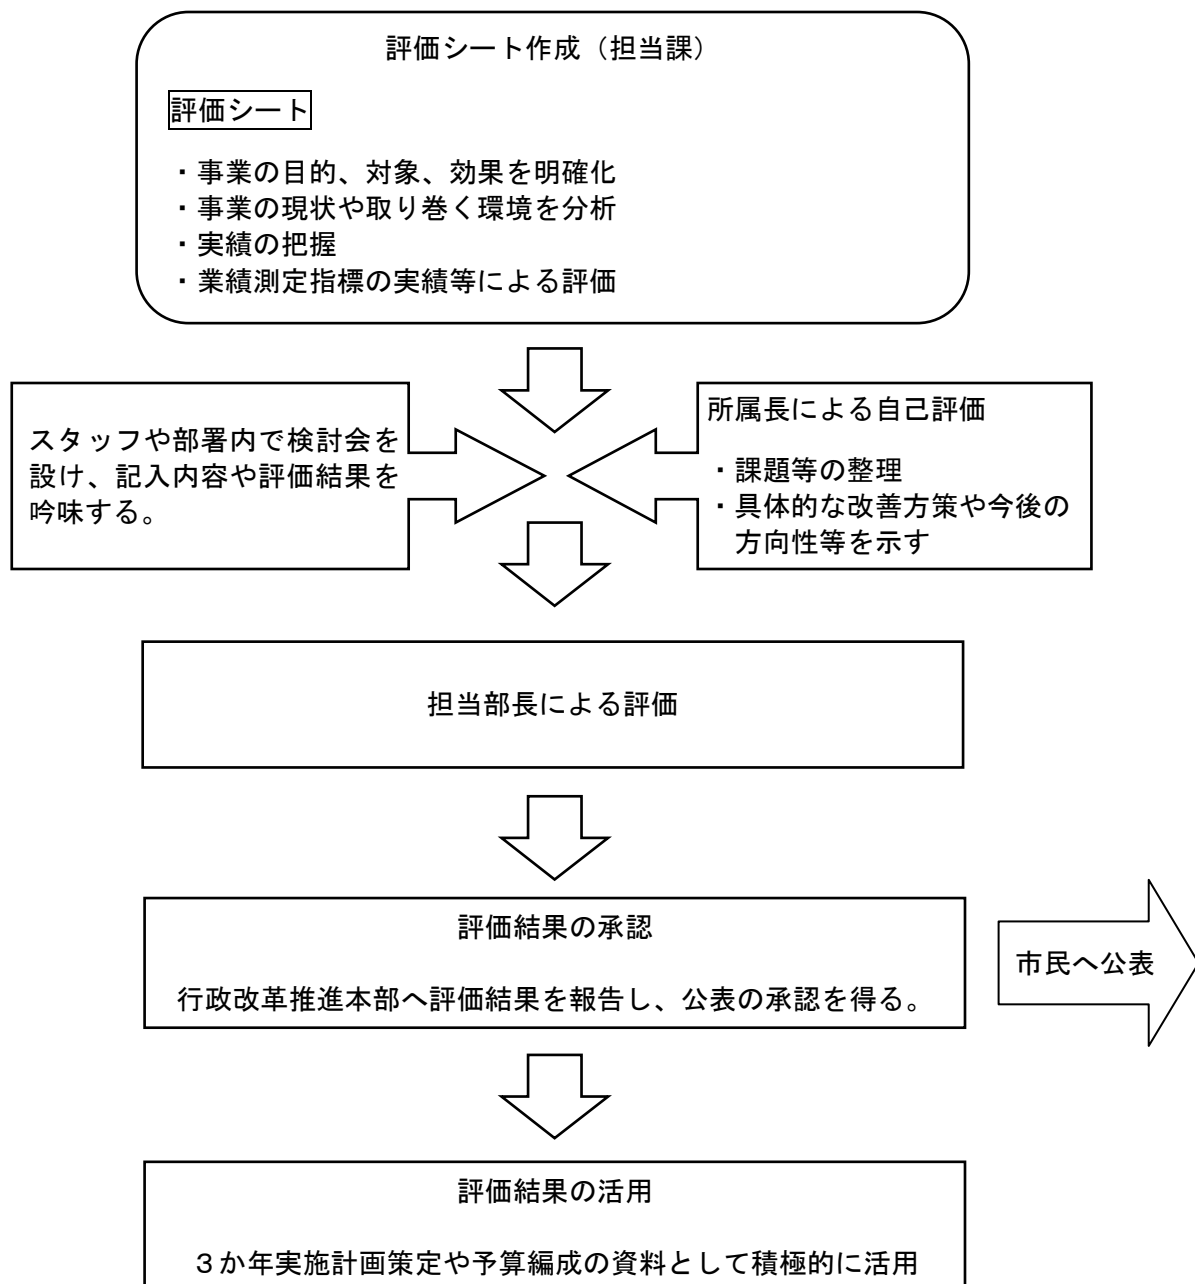 評価シート作成（担当課）
評価シート
・事業の目的、対象、効果を明確化
・事業の現状や取り巻く環境を分析
・実績の把握
・業績測定指標の実績等による評価
スタッフや部署内で検討会を
設け、記入内容や評価結果を
吟味する。
所属長による自己評価
・課題等の整理
・具体的な改善方策や今後の
方向性等を示す
担当部長による評価
評価結果の承認
行政改革推進本部へ評価結果を報告し、公表の承認を得る。
市民へ公表
評価結果の活用
３か年実施計画策定や予算編成の資料として積極的に活用